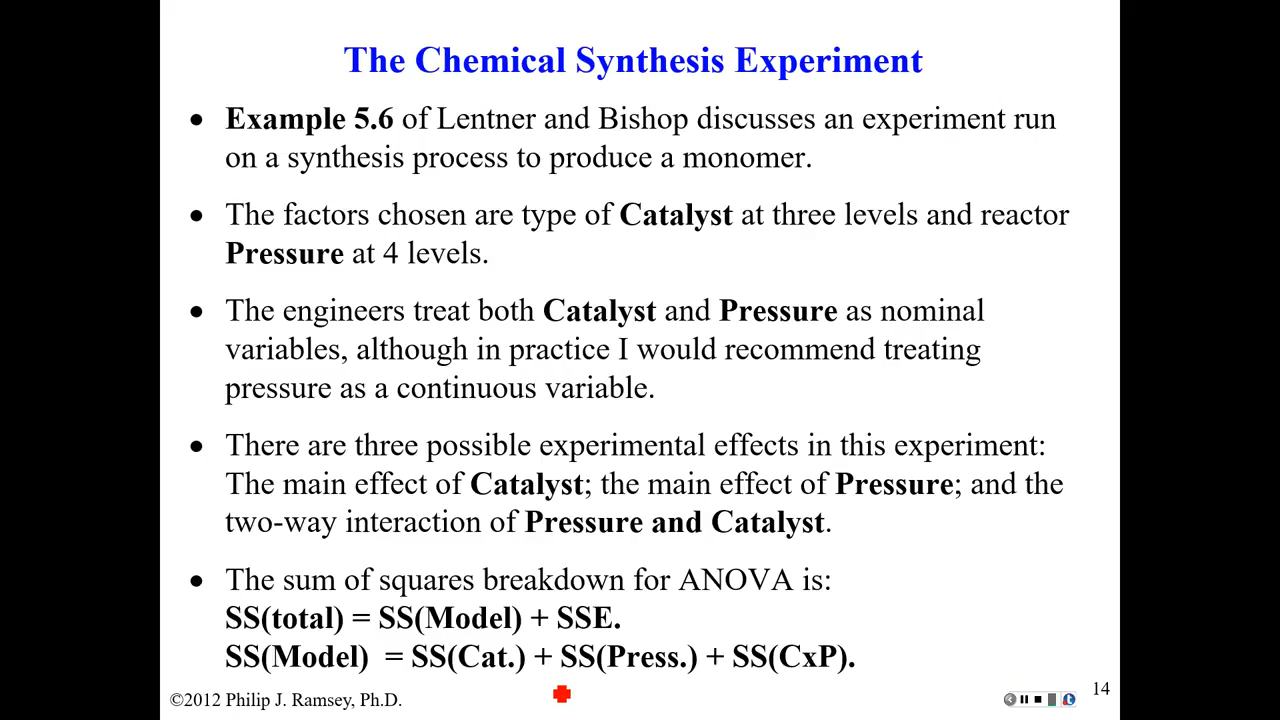 The Chemical Synthesis Experiment
• Example 5.6 of Lentner and Bishop discusses an experiment run
on a synthesis process to produce a monomer.
• The factors chosen are type of Catalyst at three levels and reactor
Pressure at 4 levels.
• The engineers treat both Catalyst and Pressure as nominal
variables, although in practice I would recommend treating
pressure as a continuous variable.
• There are three possible experimental effects in this experiment:
The main effect of Catalyst; the main effect of Pressure; and the
two-way interaction of Pressure and Catalyst.
• The sum of squares breakdown for ANOVA is:
SS(total) = SS(Model) + SSE.
SS(Model) = SS(Cat.) + SS(Press.) + SS(CxP).
©2012 Philip J. Ramsey, Ph.D.
14